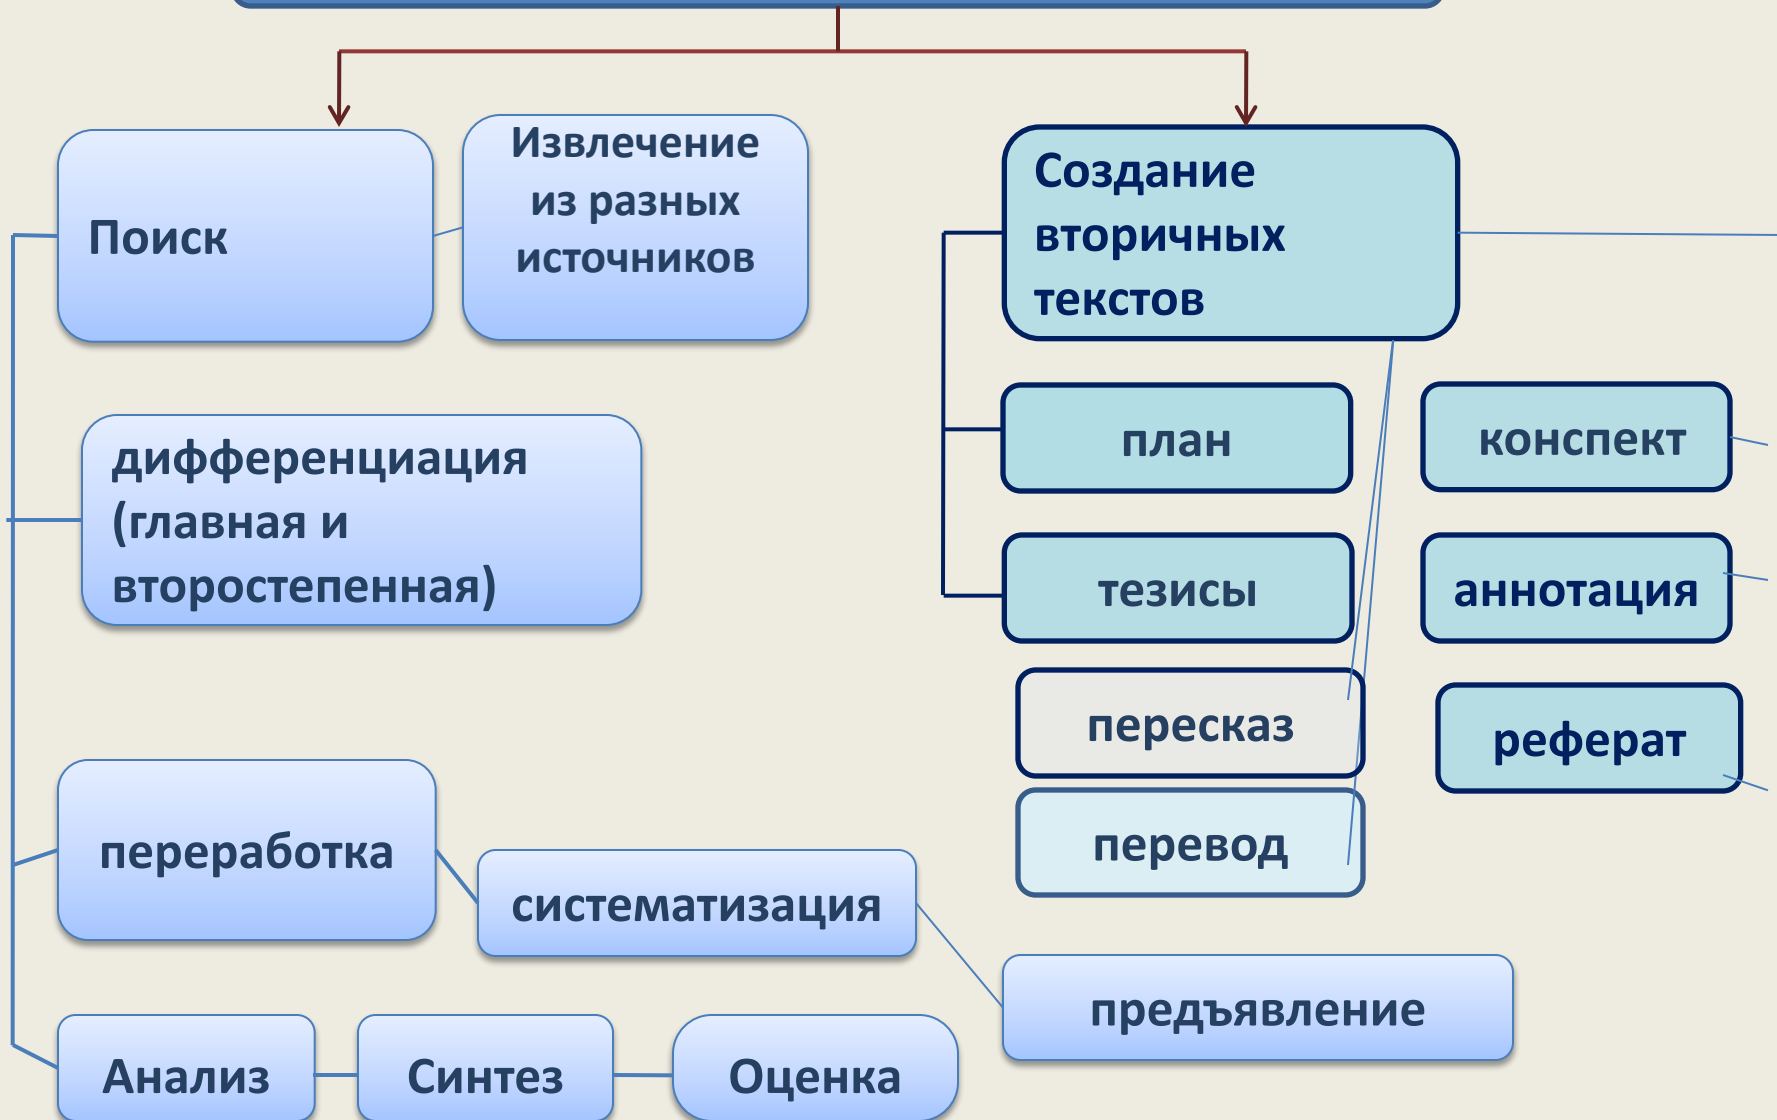 Поиск
Извлечение
из разных
источников
Создание
вторичных
текстов
дифференциация
(главная и
второстепенная)
план
конспект
тезисы
аннотация
пересказ
реферат
перевод
переработка
систематизация
предъявление
Анализ
Синтез
Оценка